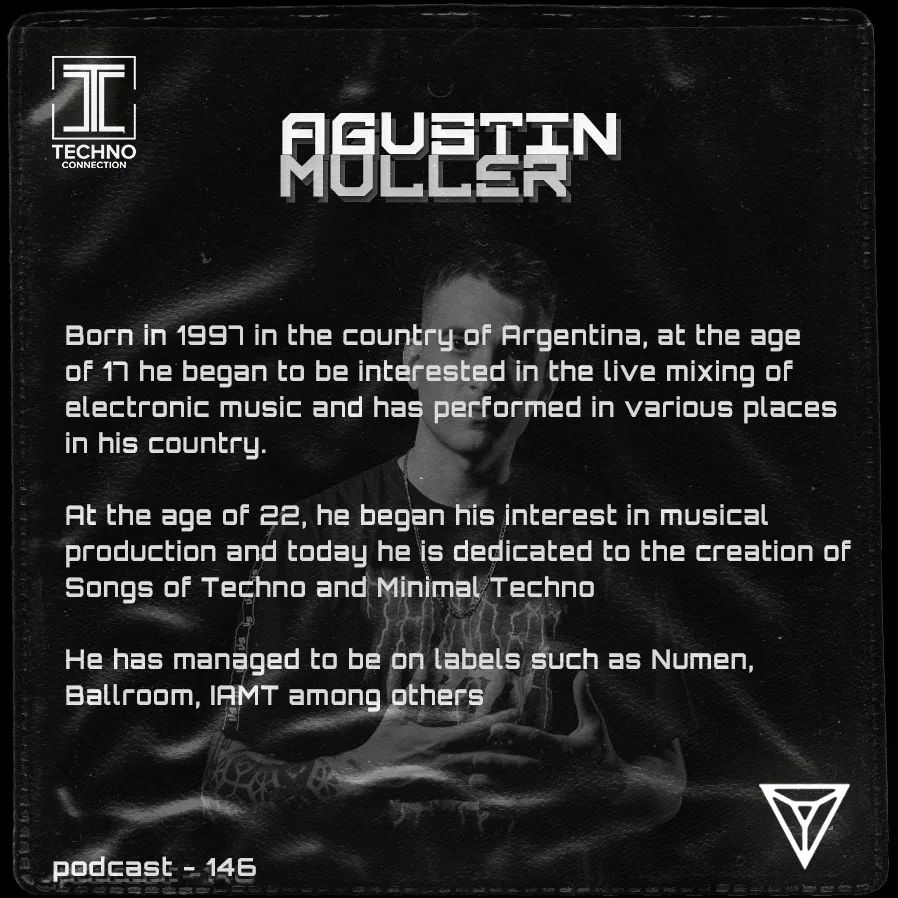 TECHNO
CONNECTION
AGUSTIN
MULLER
Born in 1997 in the country of Argentina, at the age
of 17 he began to be interested in the live mixing of
electronic music and has performed in various places
in his country.
At the age of 22, he began his interest in musical
production and today he is dedicated to the creation of
Songs of Techno and Minimal Techno
He has managed to be on labels such as Numen,
Ballroom, IAMT among others
podcast - 146